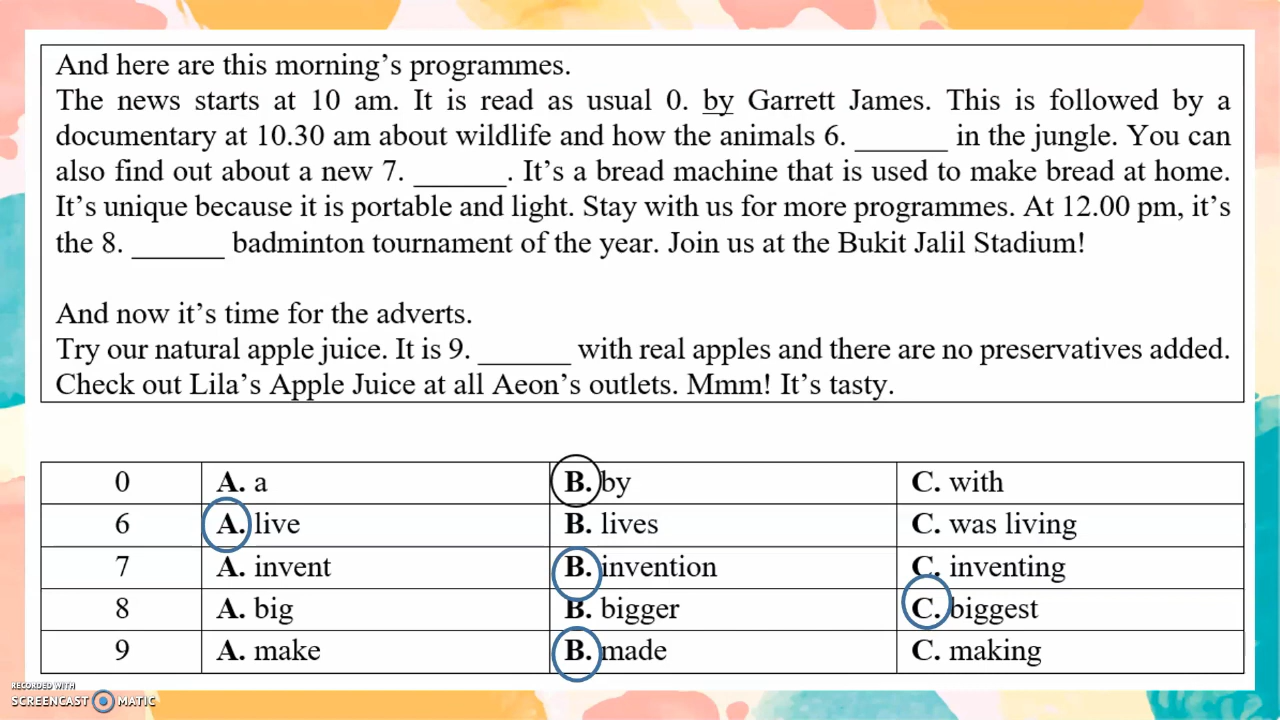 And here are this morning's programmes.
The news starts at 10 am. It is read as usual 0. by Garrett James. This is followed by a
documentary at 10.30 am about wildlife and how the animals 6. ______ in the jungle. You can
also find out about a new 7. ______. It's a bread machine that is used to make bread at home.
It's unique because it is portable and light. Stay with us for more programmes. At 12.00 pm, it's
the 8. ______ badminton tournament of the year. Join us at the Bukit Jalil Stadium!
And now it's time for the adverts.
Try our natural apple juice. It is 9. ______ with real apples and there are no preservatives added.
Check out Lila's Apple Juice at all Aeon's outlets. Mmm! It's tasty.
0 A. a B. by C. with
6 A. live B. lives C. was living
7 A. invent B. invention C. inventing
8 A. big B. bigger C. biggest
9 A. make B. made C. making
RECORDED WITH
SCREENCAST MATIC